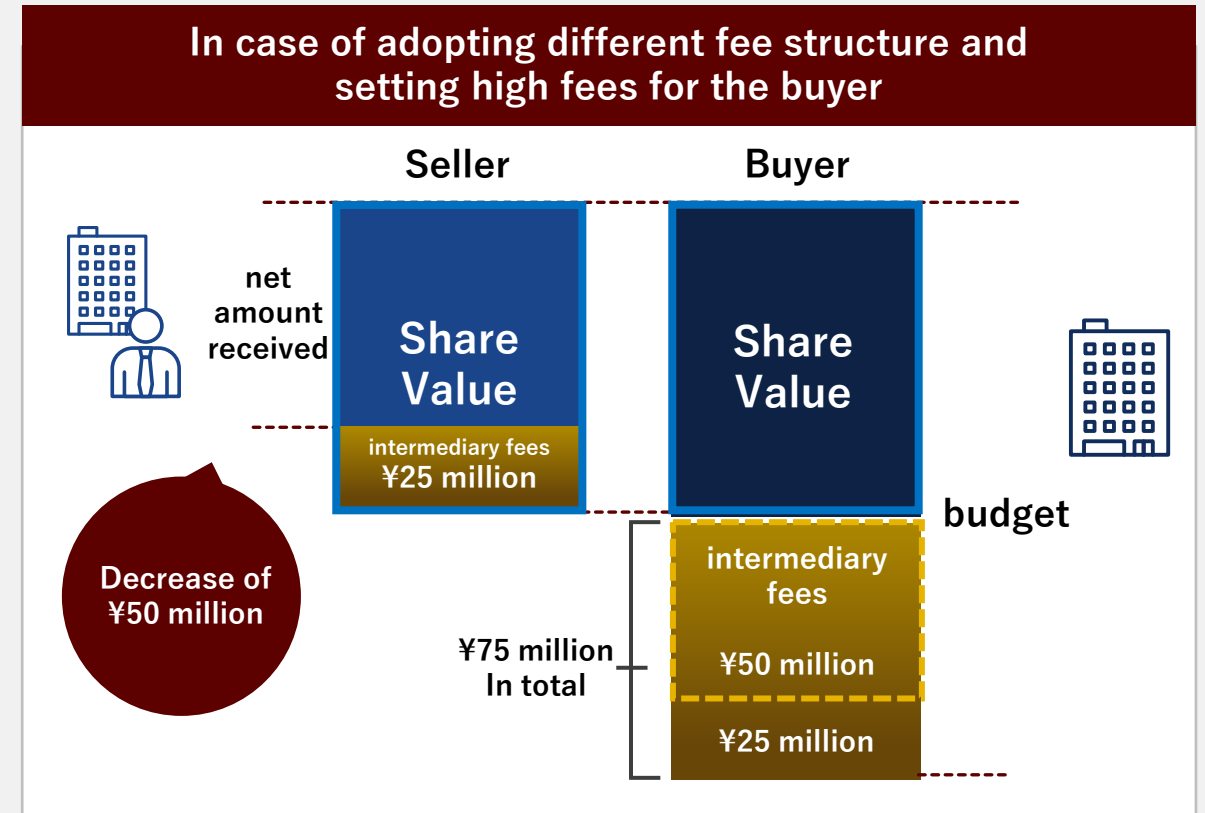 In case of adopting different fee structure and
setting high fees for the buyer
Seller
Buyer
net
amount
received
Share
Value
intermediary fees
¥25 million
Share
Value
budget
Decrease of
¥50 million
¥75 million
In total
intermediary
fees
¥50 million
¥25 million